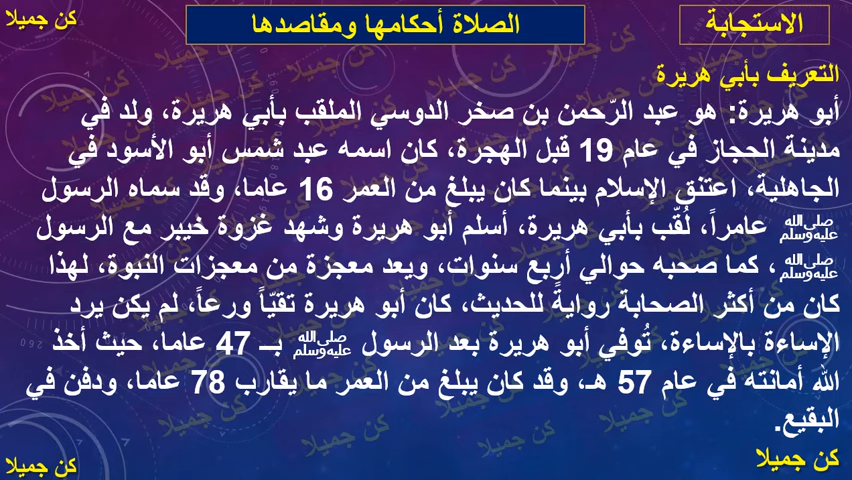 كن جميلا
الصلاة أحكامها ومقاصدها
الاستجابة
التعريف بأبي هريرة
أبو هريرة: هو عبد الرّحمن بن صخر الدوسي الملقب بأبي هريرة، ولد في
مدينة الحجاز في عام 19 قبل الهجرة، كان اسمه عبد شمس أبو الأسود في
الجاهلية، اعتنق الإسلام بينما كان يبلغ من العمر 16 عاما، وقد سماه الرسول
ﷺ عامراً، لُقّب بأبي هريرة، أسلم أبو هريرة وشهد غزوة خيبر مع الرسول
ﷺ، كما صحبه حوالي أربع سنوات، ويعد معجزة من معجزات النبوة، لهذا
كان من أكثر الصحابة روايةً للحديث، كان أبو هريرة تقيّاً ورعاً، لم يكن يرد
الإساءة بالإساءة، تُوفي أبو هريرة بعد الرسول ﷺ بــ 47 عاما، حيث أخذ
الله أمانته في عام 57 هـ، وقد كان يبلغ من العمر ما يقارب 78 عاما، ودفن في
البقيع.
كن جميلا
كن جميلا